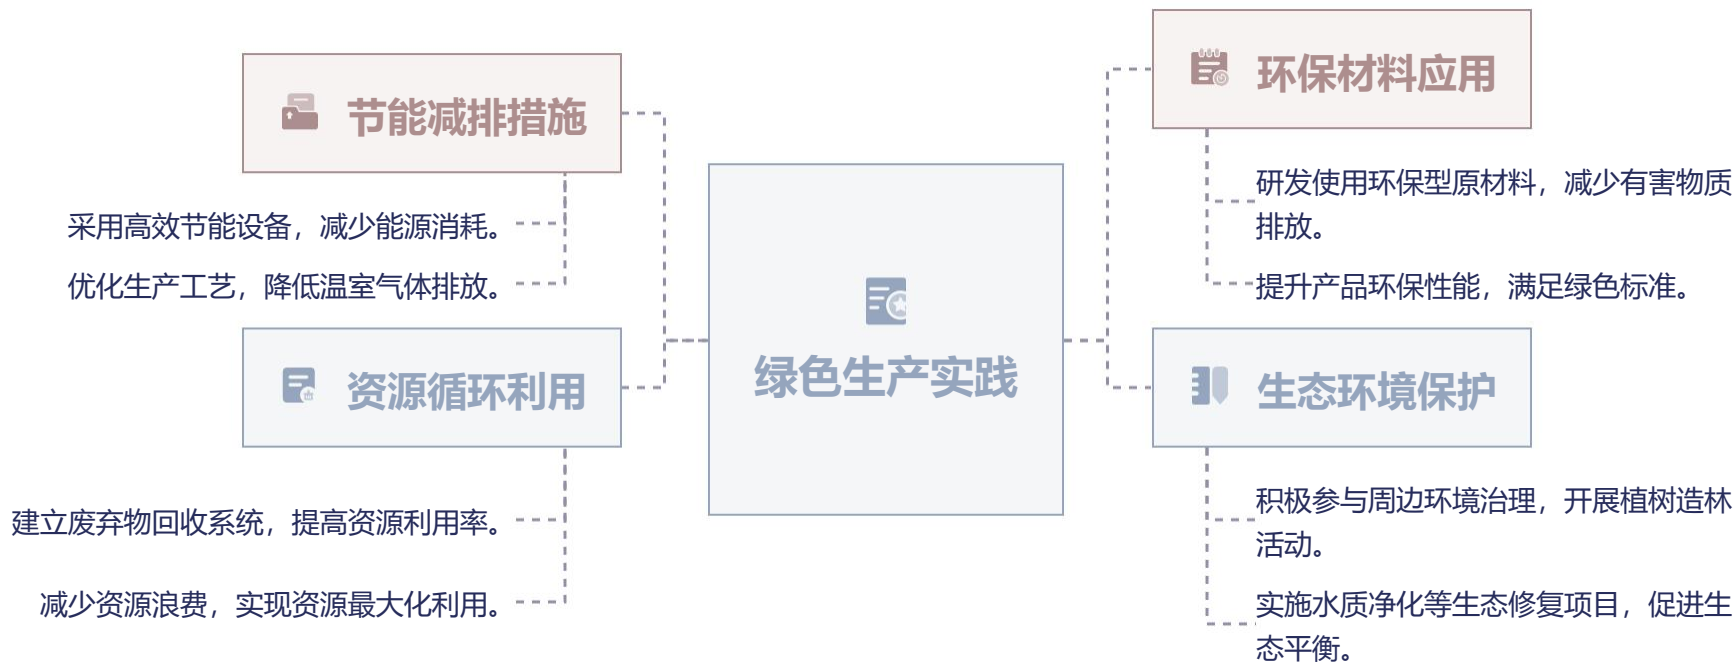 节能减排措施
采用高效节能设备，减少能源消耗。
优化生产工艺，降低温室气体排放。
资源循环利用
建立废弃物回收系统，提高资源利用率。
减少资源浪费，实现资源最大化利用。
绿色生产实践
环保材料应用
研发使用环保型原材料，减少有害物质
排放。
提升产品环保性能，满足绿色标准。
生态环境保护
积极参与周边环境治理，开展植树造林
活动。
实施水质净化等生态修复项目，促进生
态平衡。